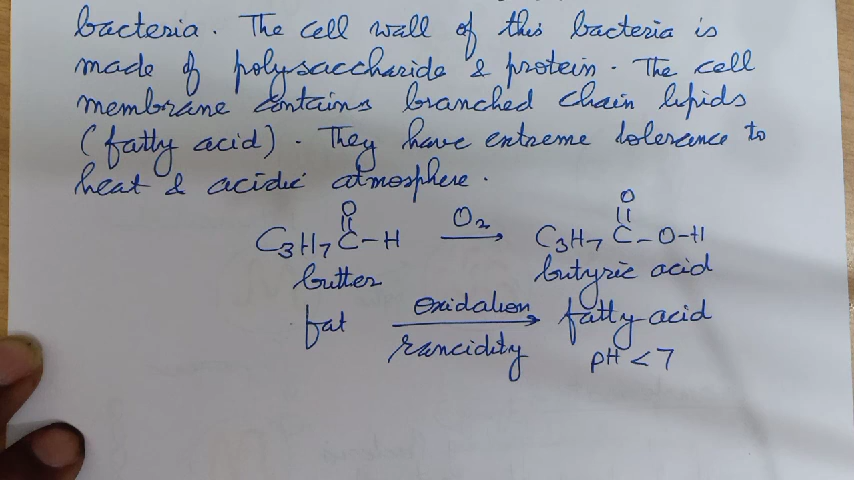 bacteria. The cell wall of this bacteria is
made of polysaccharide & protein. The cell
membrane contains branched chain lipids
(fatty acid). They have extreme tolerance to
heat & acidic atmosphere.
O O
|| O₂ ||
C₃H₇ C-H → C₃H₇ C-O-H
butter butyric acid
fat oxidation → fatty acid
rancidity pH < 7